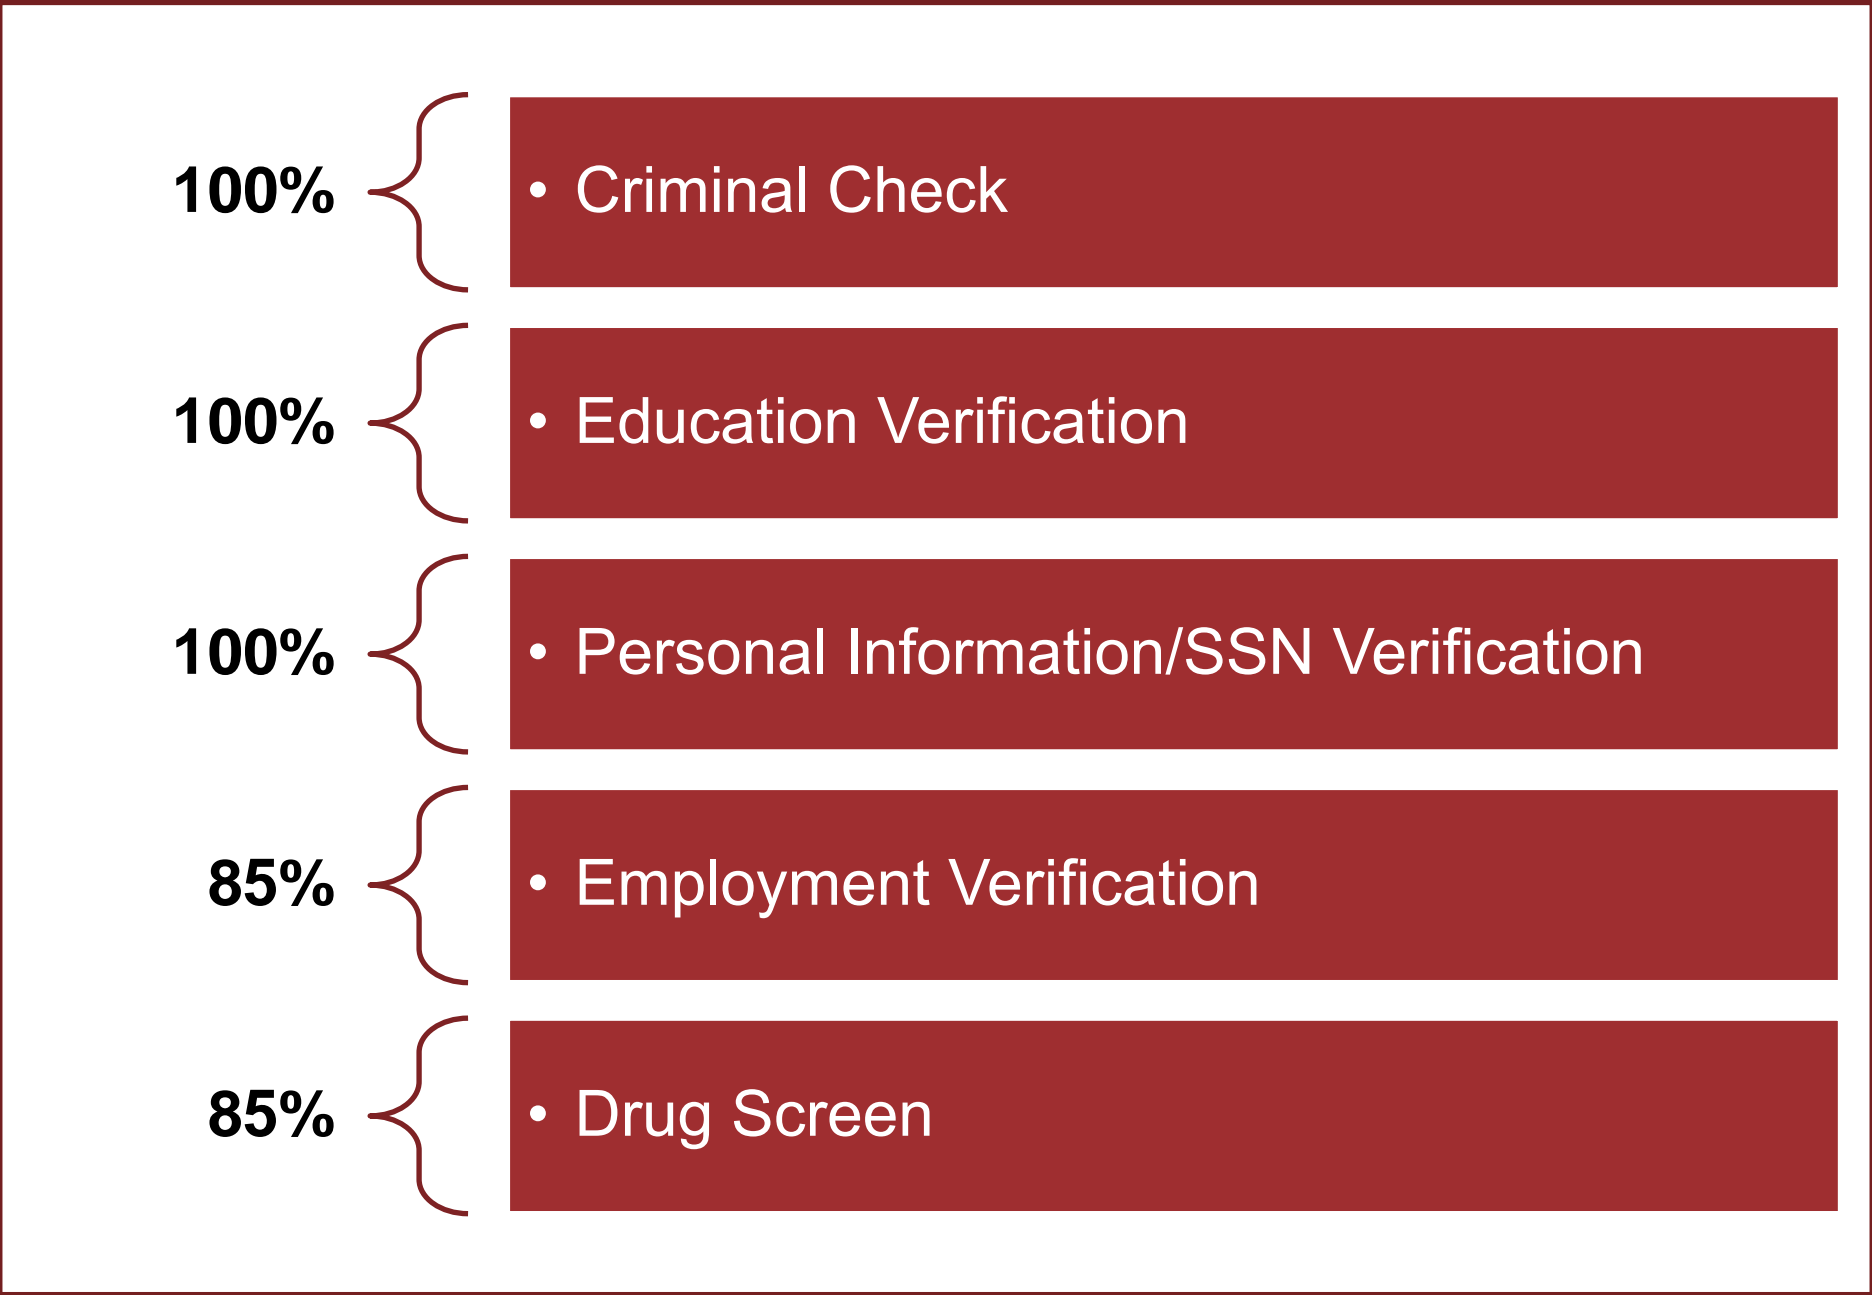 100% • Criminal Check
100% • Education Verification
100% • Personal Information/SSN Verification
85% • Employment Verification
85% • Drug Screen